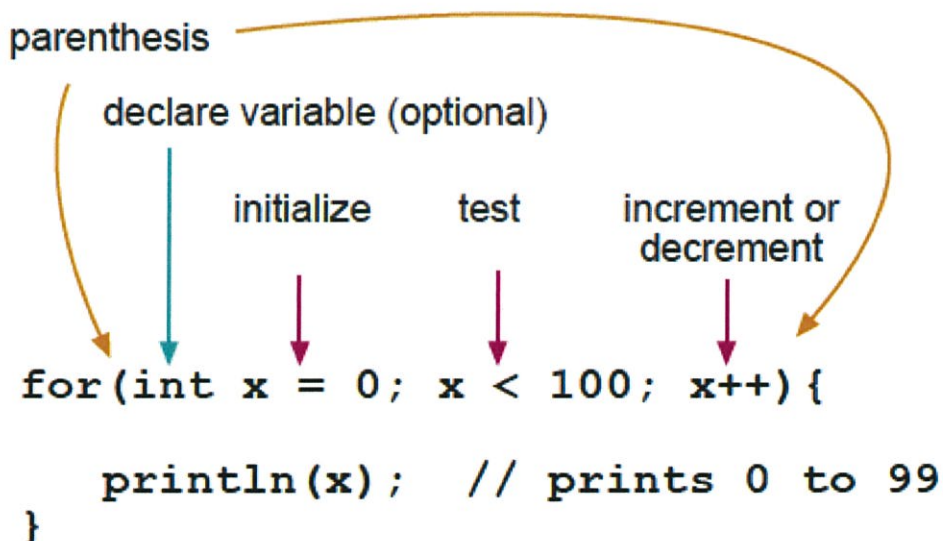 parenthesis
declare variable (optional)
initialize test increment or
decrement
for(int x = 0; x < 100; x++){
println(x); // prints 0 to 99
}